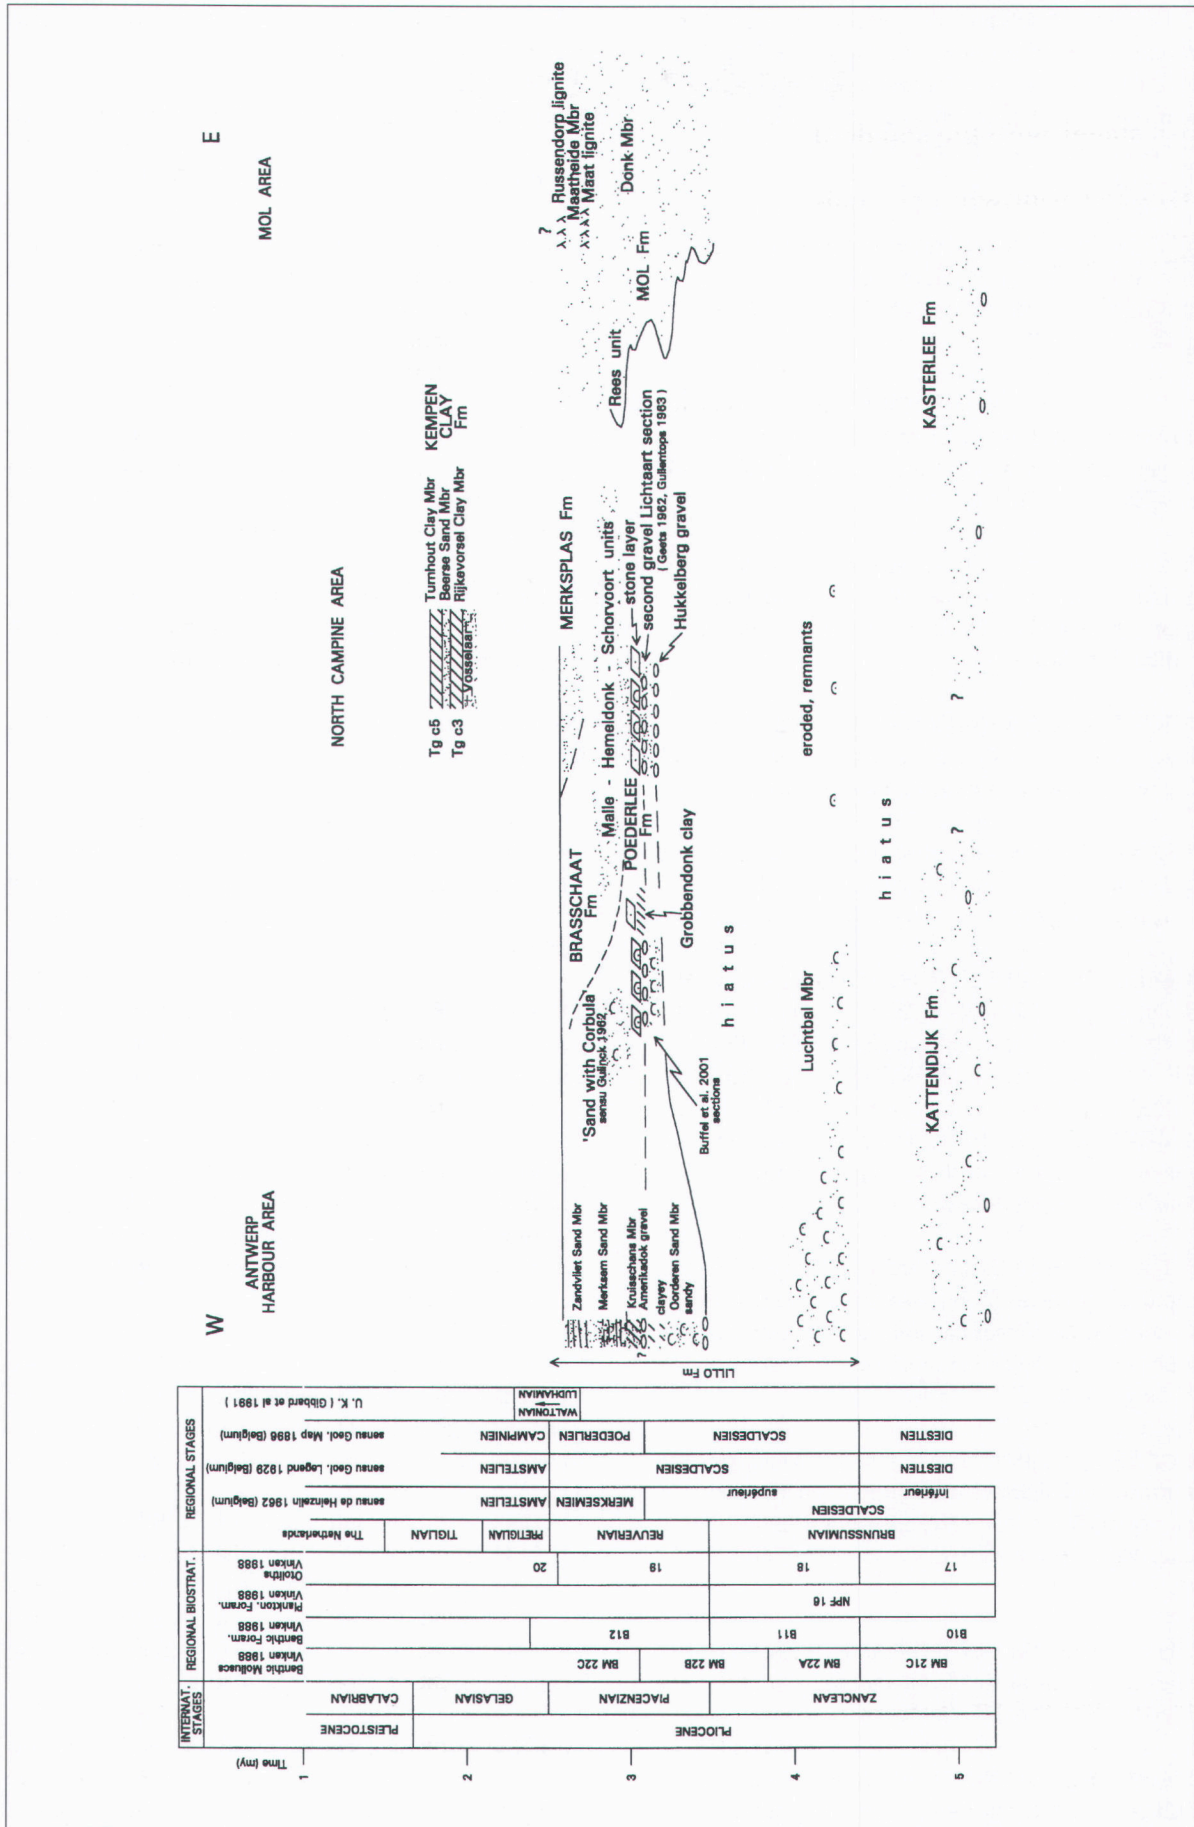 W
E
ANTWERP
HARBOUR AREA
NORTH CAMPINE AREA
MOL AREA
Tg c5
Tg c3
Turnhout Clay Mbr
Beerse Sand Mbr
Rijkevorsel Clay Mbr
Vosselaar
KEMPEN
CLAY
Fm
Zandvliet Sand Mbr
Merksem Sand Mbr
Kruisschans Mbr
Amerikadok gravel
clayey
Oorderen Sand Mbr
sandy
?
LILLO Fm
'Sand with Corbula'
sensu Gulinck 1962
BRASSCHAAT
Fm
MERKSPLAS Fm
Malle - Hemeldonk - Schorvoort units
POEDERLEE
Fm
stone layer
second gravel Lichtaart section
( Geets 1962, Gullentops 1963 )
Hukkelberg gravel
Grobbendonk clay
Buffel et al. 2001
sections
Rees unit
MOL Fm
Donk Mbr
?
Russendorp lignite
Maatheide Mbr
Maat lignite
hiatus
Luchtbal Mbr
eroded, remnants
hiatus
KATTENDIJK Fm
?
?
KASTERLEE Fm
REGIONAL STAGES
U. K. ( Gibbard et al 1991 )
LUDHAMIAN
WALTONIAN
sensu Geol. Map 1896 (Belgium)
CAMPINIEN
POEDERLIEN
SCALDESIEN
DIESTIEN
sensu Geol. Legend 1929 (Belgium)
AMSTELIEN
SCALDESIEN
DIESTIEN
sensu de Heinzelin 1962 (Belgium)
AMSTELIEN
MERKSEMIEN
supérieur
SCALDESIEN
inférieur
The Netherlands
TIGLIAN
PRETIGLIAN
REUVERIAN
BRUNSSUMIAN
REGIONAL BIOSTRAT.
Otoliths
Vinken 1988
20
19
18
17
Plankton. Foram.
Vinken 1988
NPF 16
Benthic Foram.
Vinken 1988
B12
B11
B10
Benthic Molluscs
Vinken 1988
BM 22C
BM 22B
BM 22A
BM 21C
INTERNAT.
STAGES
CALABRIAN
GELASIAN
PIACENZIAN
ZANCLEAN
PLEISTOCENE
PLIOCENE
Time (my)
1
2
3
4
5